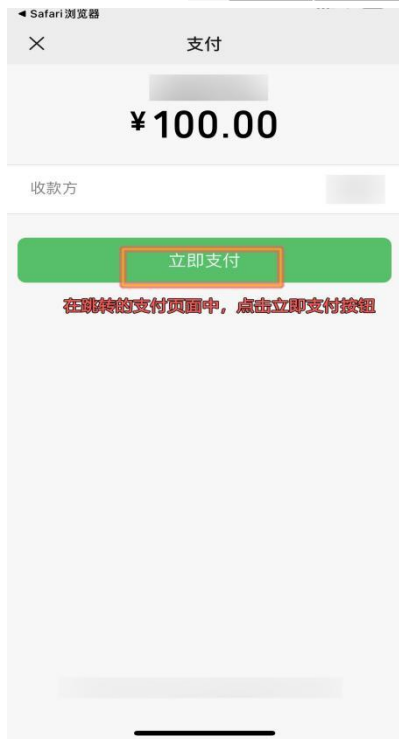 ◀ Safari浏览器
× 支付
¥100.00
收款方
立即支付
在跳转的支付页面中，点击立即支付按钮